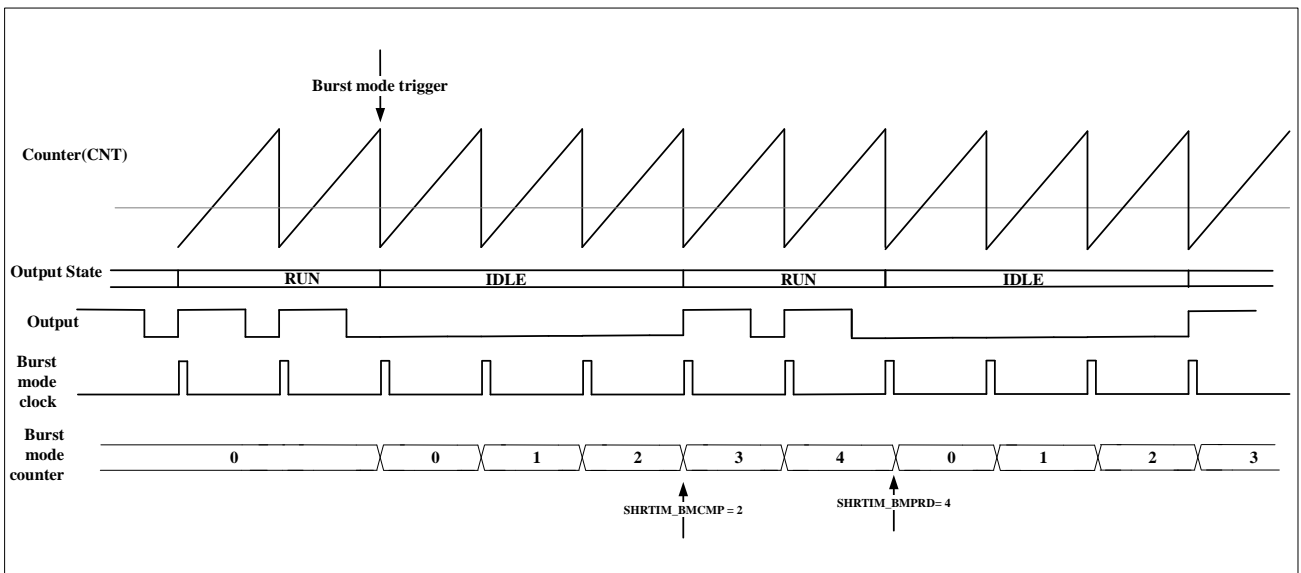 Burst mode trigger
Counter(CNT)
Output State
RUN
IDLE
RUN
IDLE
Output
Burst
mode
clock
Burst
mode
counter
0
0
1
2
3
4
0
1
2
3
SHRTIM_BMCMP = 2
SHRTIM_BMPRD= 4